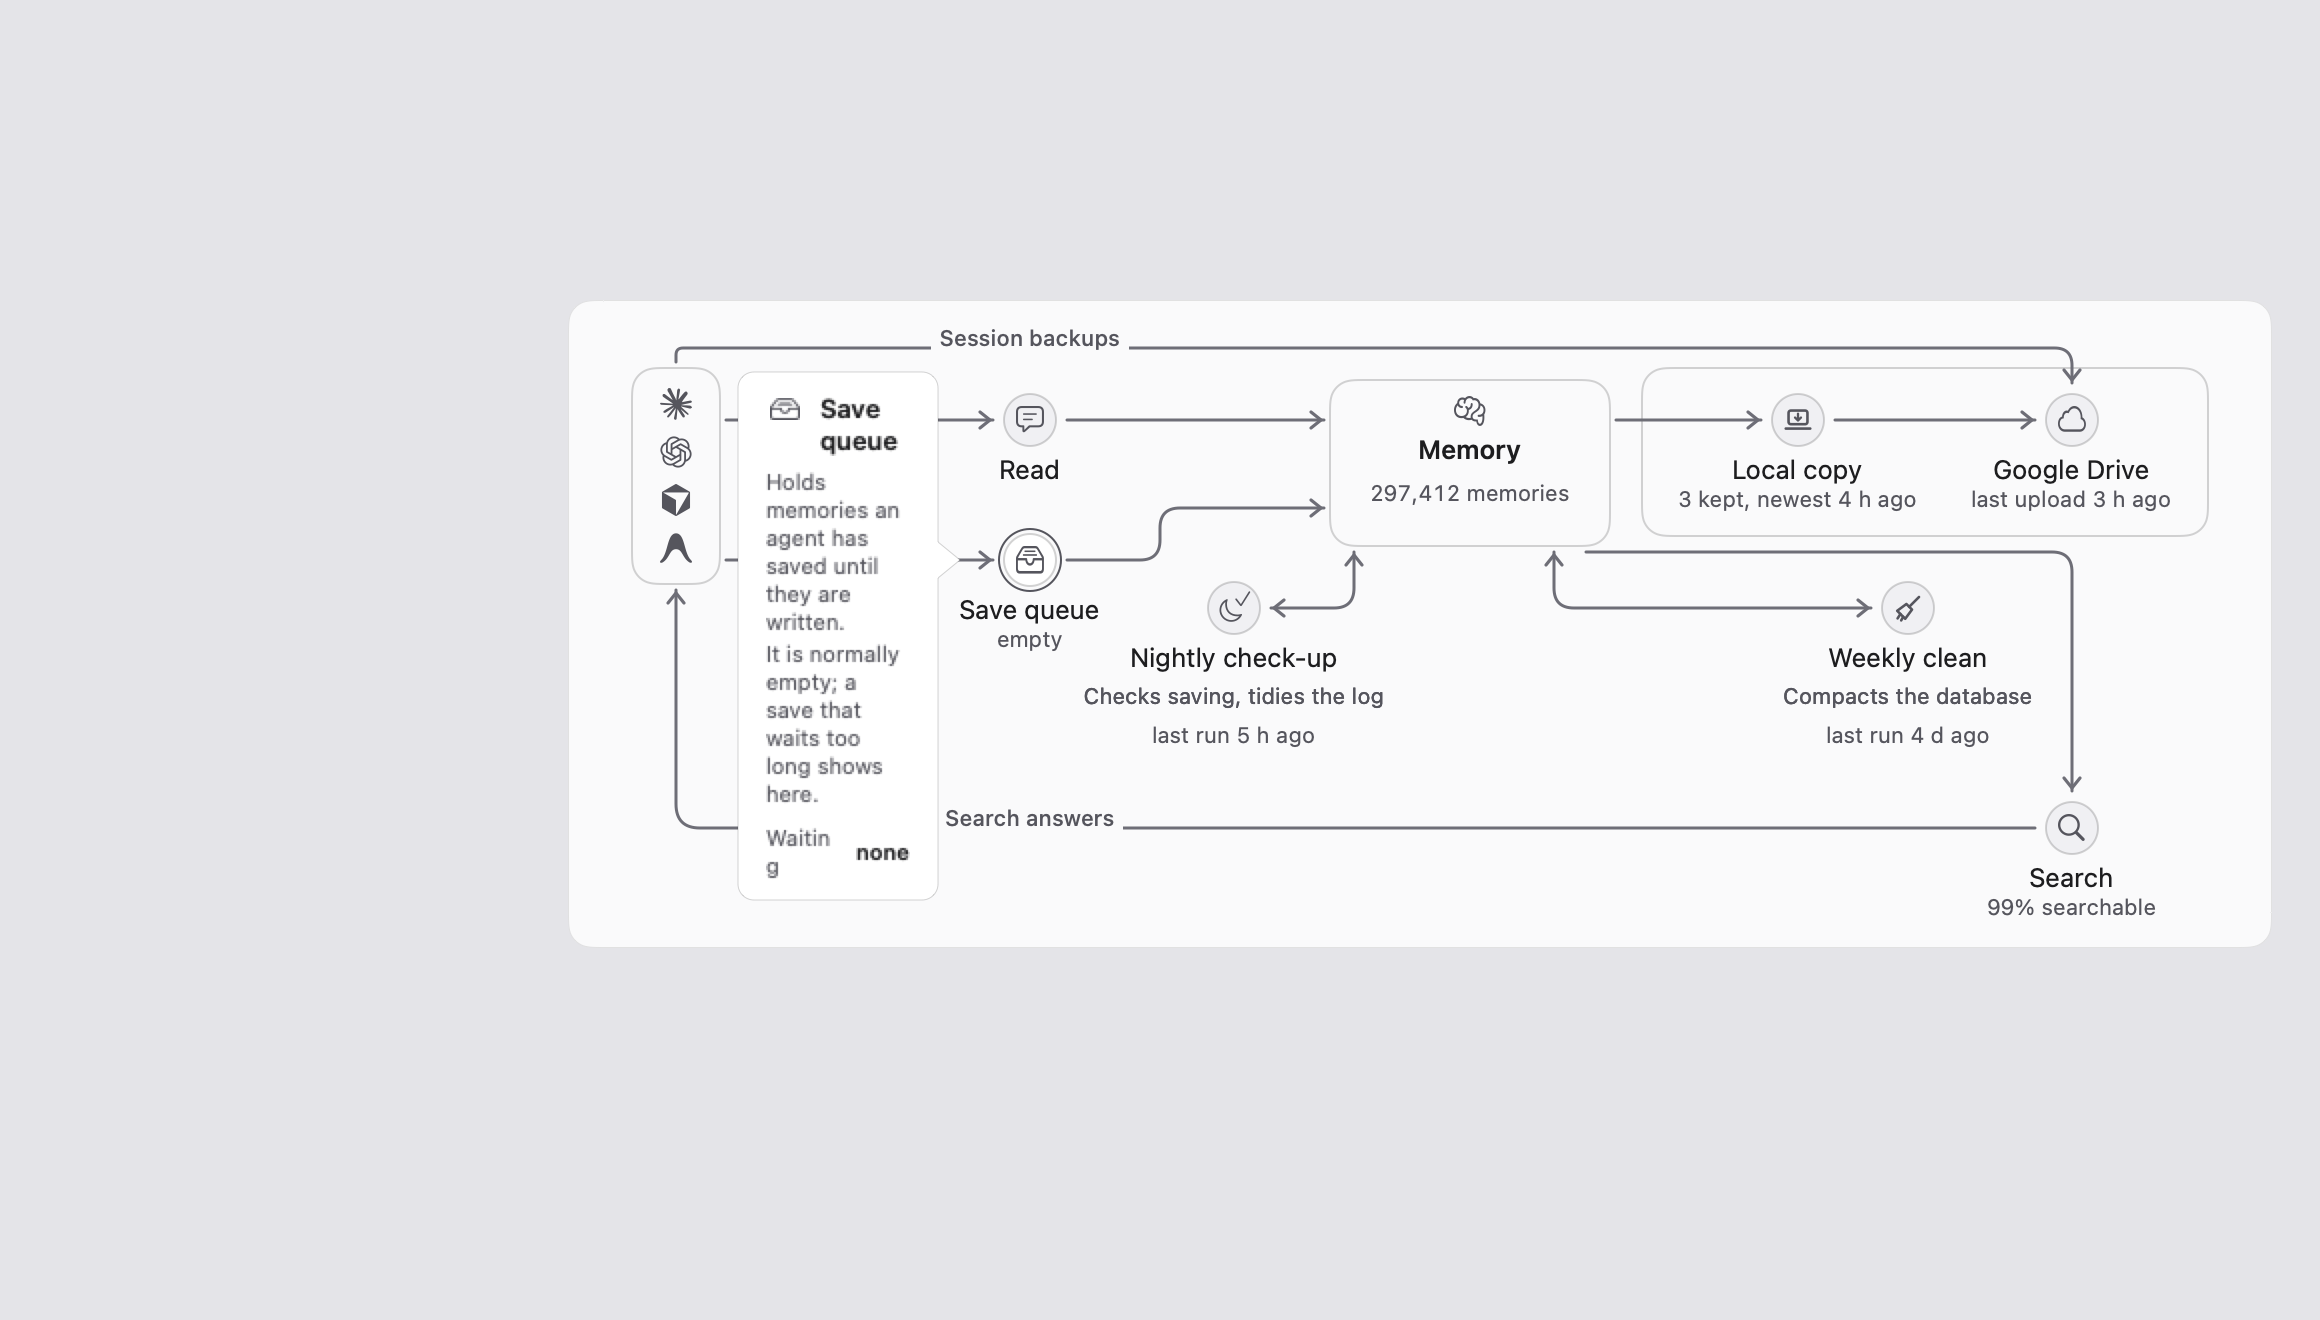 Session backups
Save
queue
Holds
memories an
agent has
saved until
they are
written.
It is normally
empty; a
save that
waits too
long shows
here.
Waitin
g
none
Read
Save queue
empty
Memory
297,412 memories
Local copy
3 kept, newest 4 h ago
Google Drive
last upload 3 h ago
Nightly check-up
Checks saving, tidies the log
last run 5 h ago
Weekly clean
Compacts the database
last run 4 d ago
Search answers
Search
99% searchable